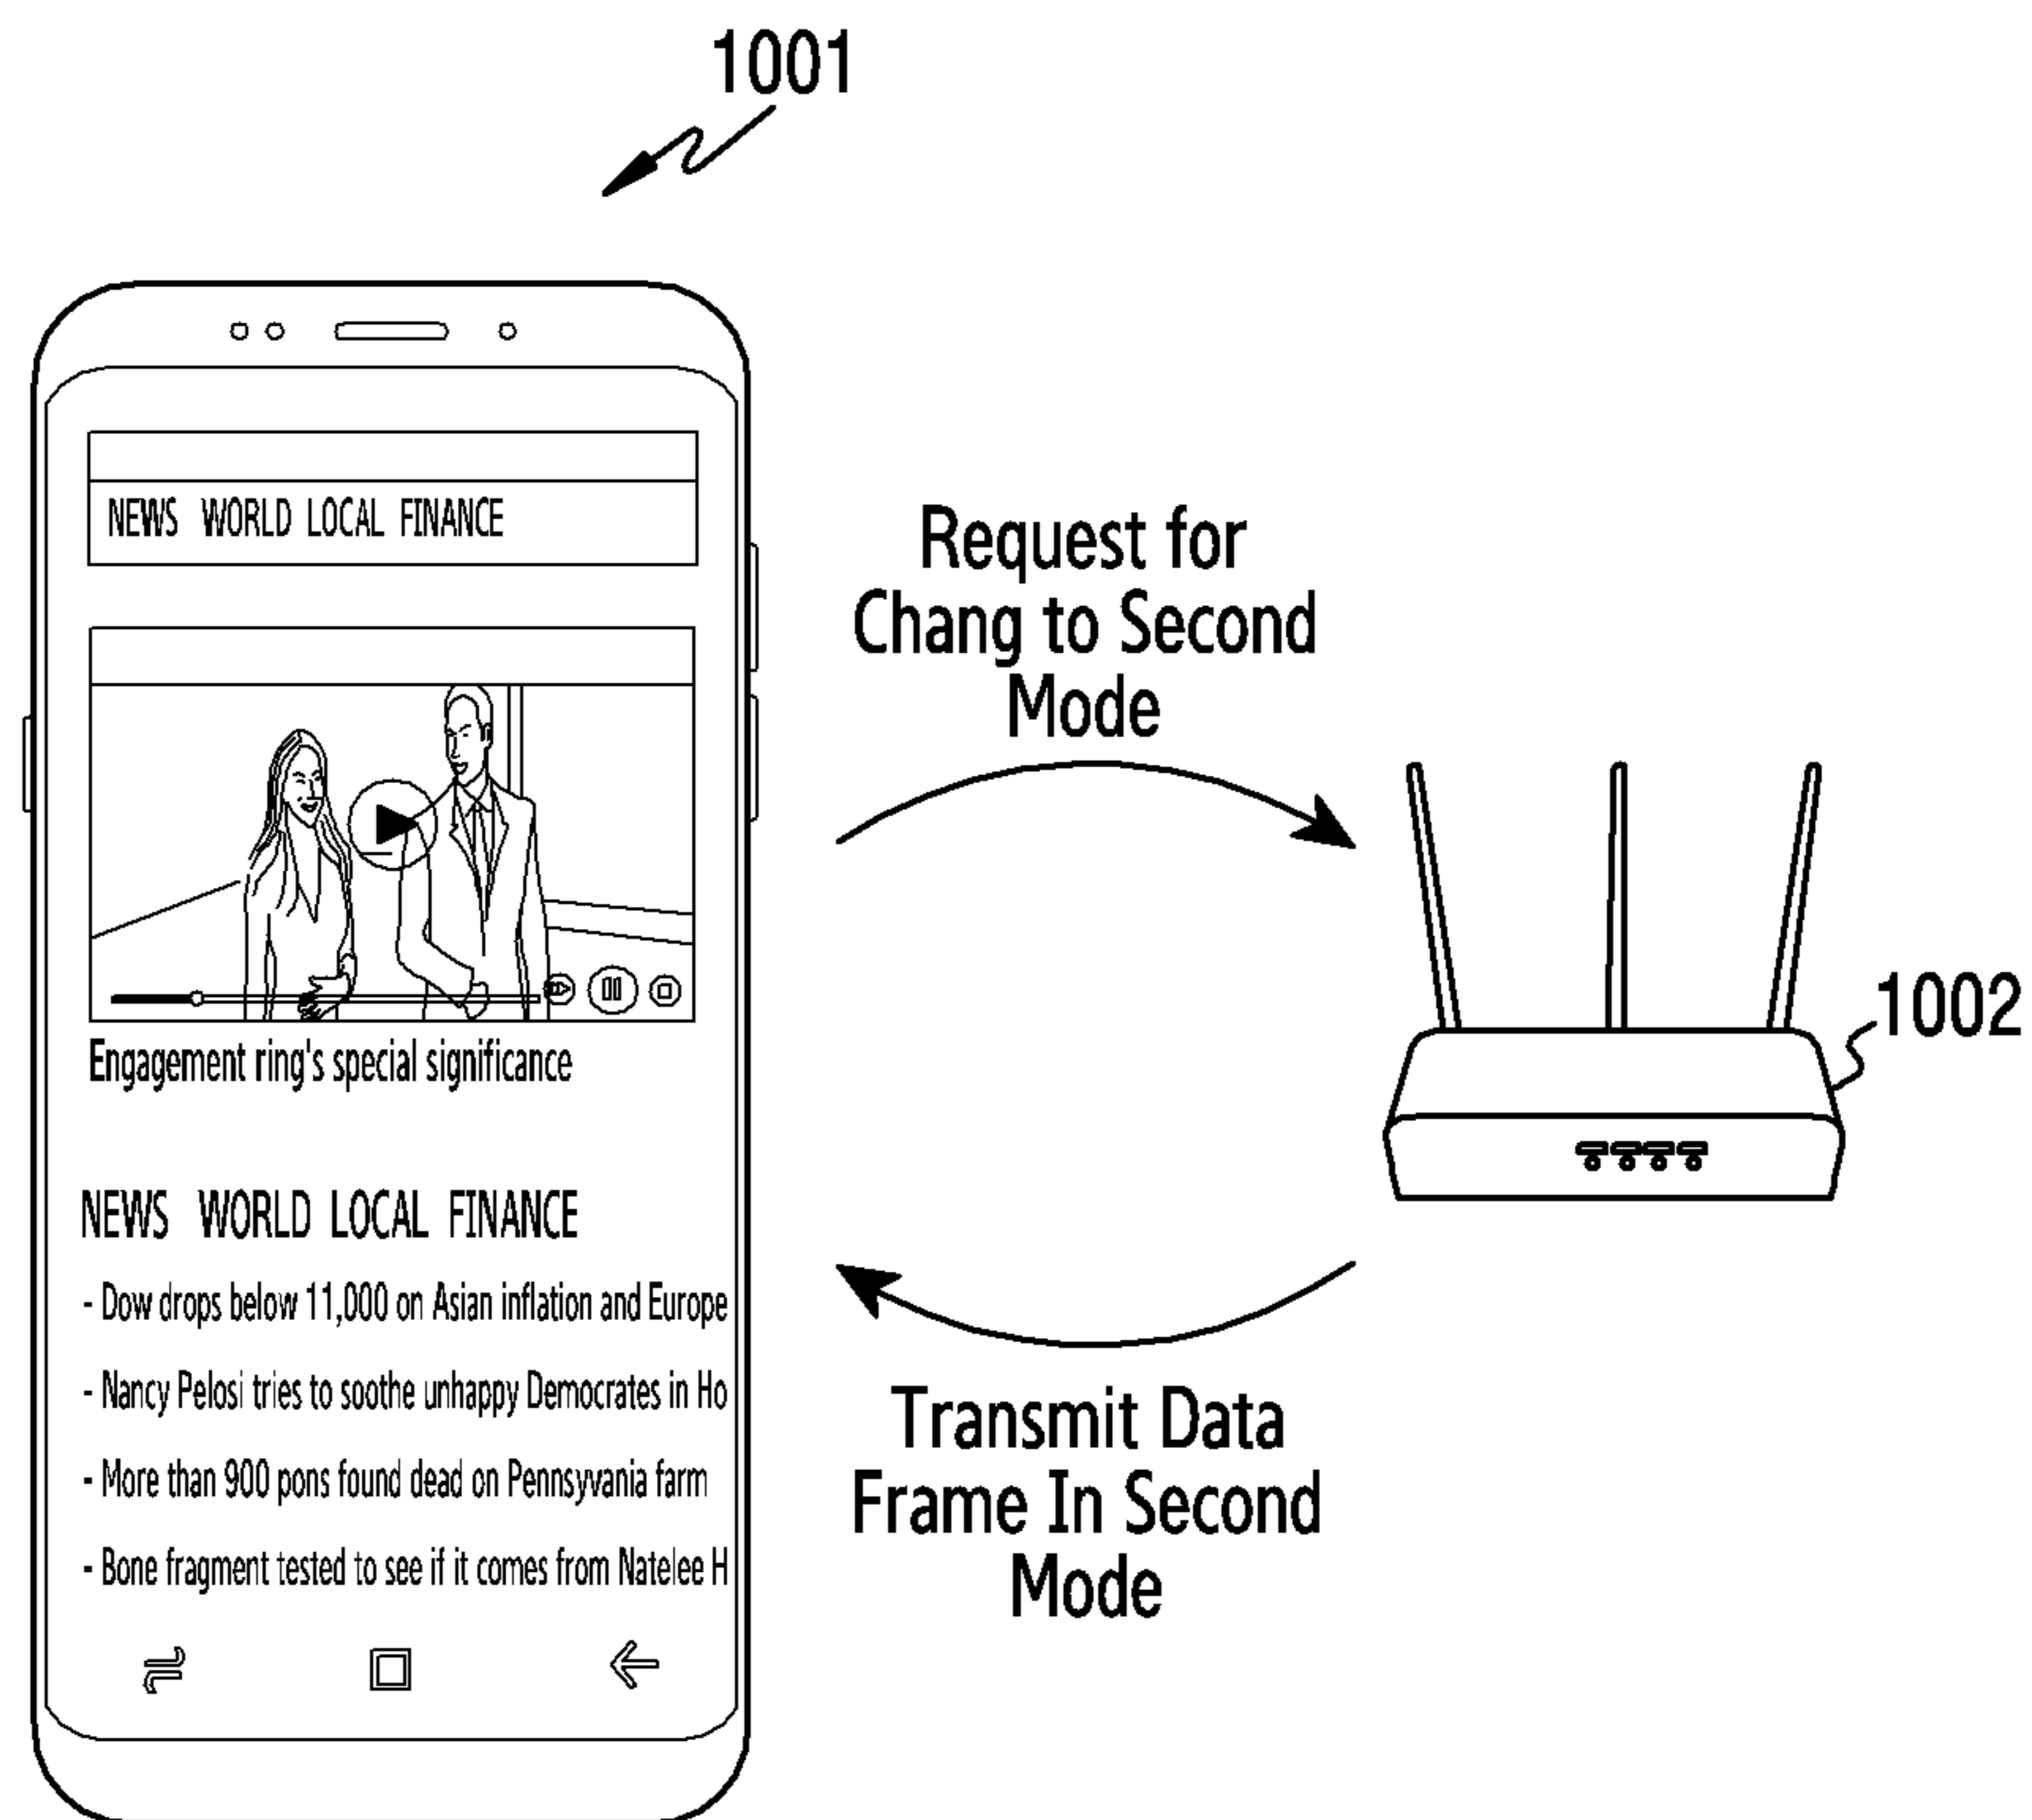 1001
NEWS WORLD LOCAL FINANCE
Request for
Chang to Second
Mode
1002
Engagement ring's special significance
NEWS WORLD LOCAL FINANCE
- Dow drops below 11,000 on Asian inflation and Europe
- Nancy Pelosi tries to soothe unhappy Democrates in Ho
- More than 900 pons found dead on Pennsyvania farm
- Bone fragment tested to see if it comes from Natelee H
Transmit Data
Frame In Second
Mode